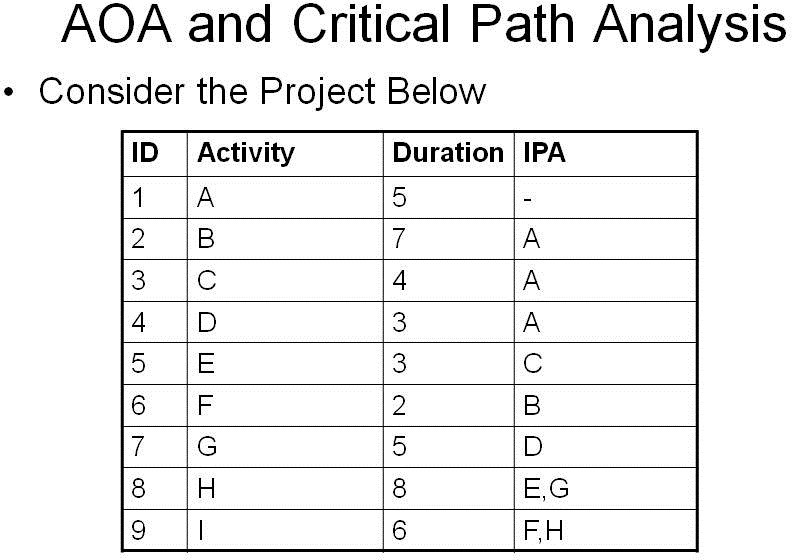 AOA and Critical Path Analysis
• Consider the Project Below
ID Activity Duration IPA
1 A 5 -
2 B 7 A
3 C 4 A
4 D 3 A
5 E 3 C
6 F 2 B
7 G 5 D
8 H 8 E,G
9 I 6 F,H